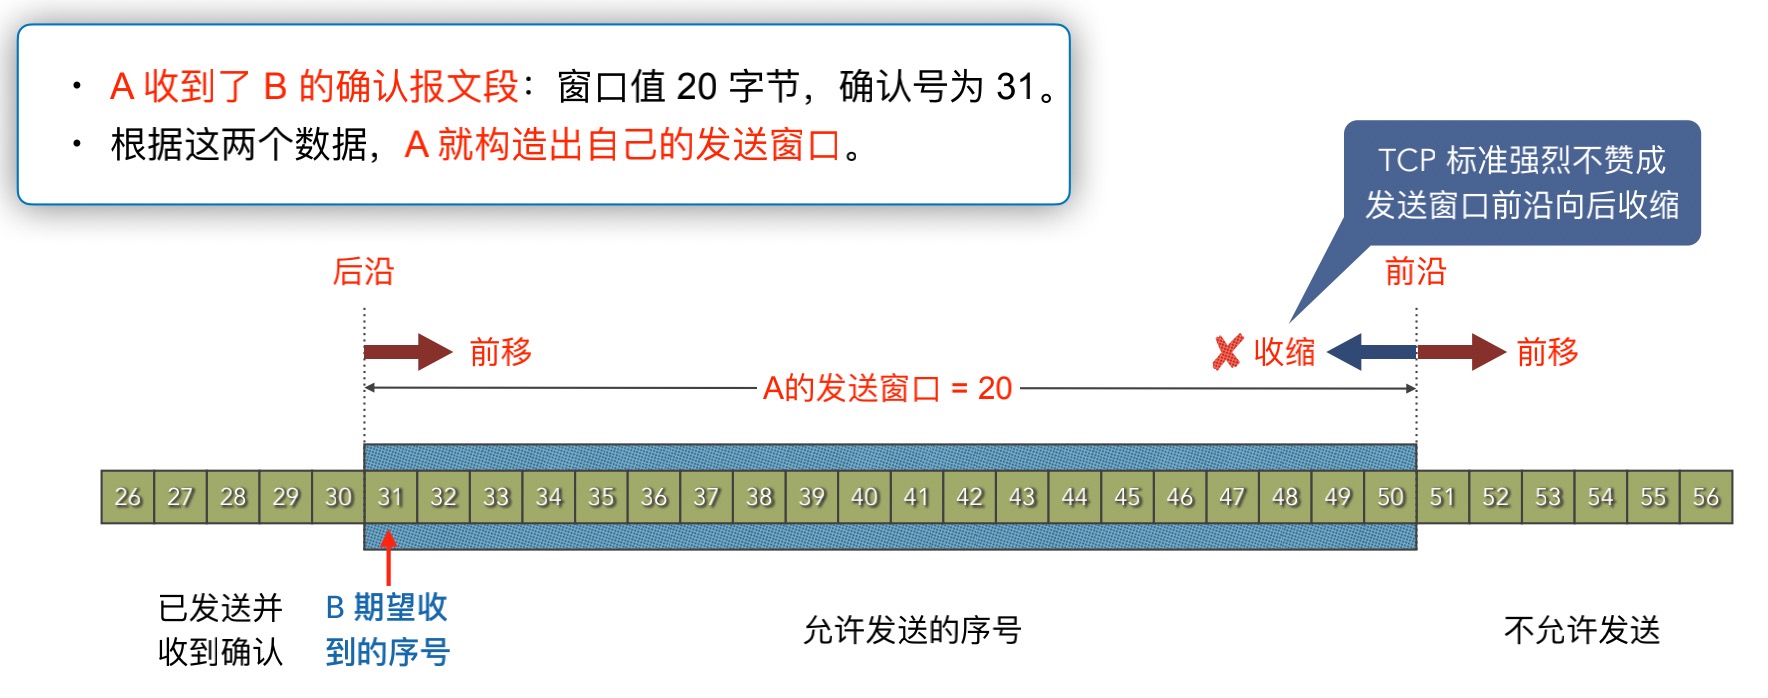 · A 收到了 B 的确认报文段：窗口值 20 字节，确认号为 31。
· 根据这两个数据，A 就构造出自己的发送窗口。
TCP 标准强烈不赞成
发送窗口前沿向后收缩
后沿
前沿
前移
收缩
前移
A的发送窗口 = 20
26 27 28 29 30 31 32 33 34 35 36 37 38 39 40 41 42 43 44 45 46 47 48 49 50 51 52 53 54 55 56
已发送并
收到确认
B 期望收
到的序号
允许发送的序号
不允许发送